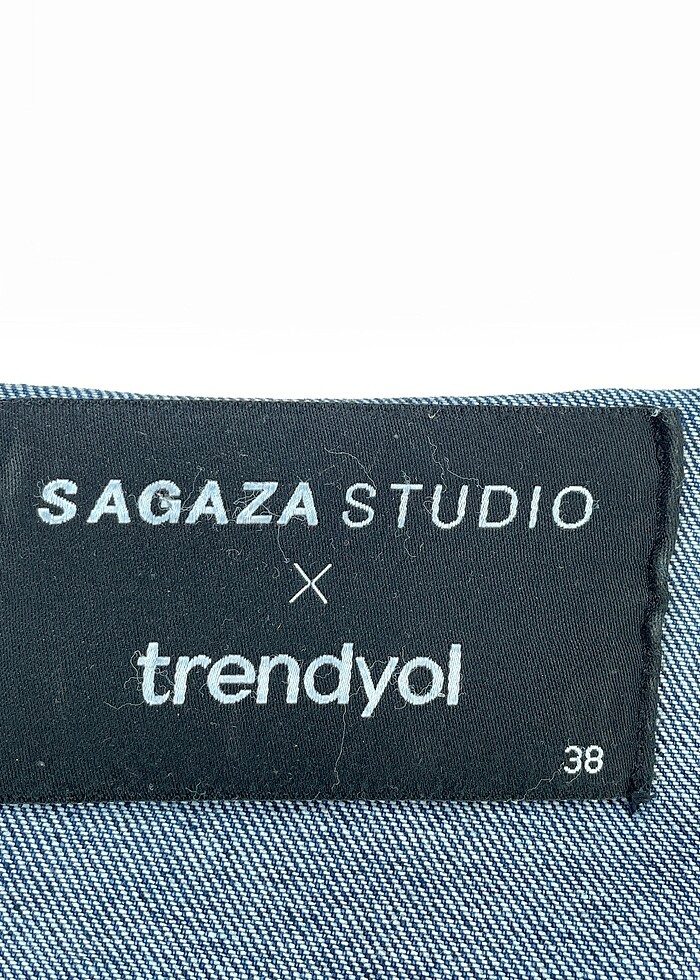 SAGAZA STUDIO
X
trendyol
38